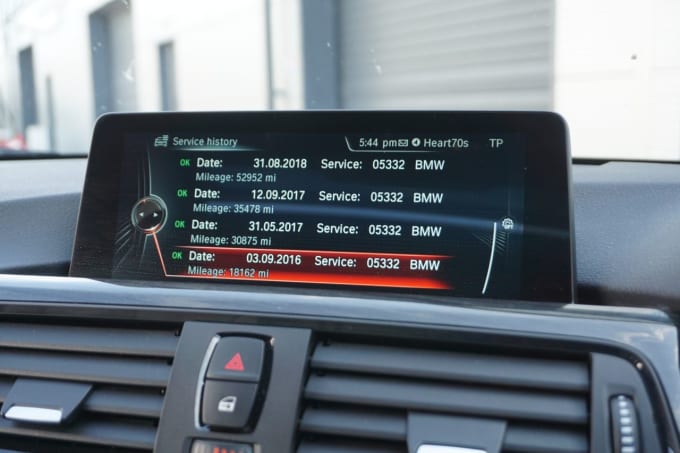 Service history 5:44 pm Heart70s TP
OK Date: 31.08.2018 Service: 05332 BMW
Mileage: 52952 mi
OK Date: 12.09.2017 Service: 05332 BMW
Mileage: 35478 mi
OK Date: 31.05.2017 Service: 05332 BMW
Mileage: 30875 mi
OK Date: 03.09.2016 Service: 05332 BMW
Mileage: 18162 mi